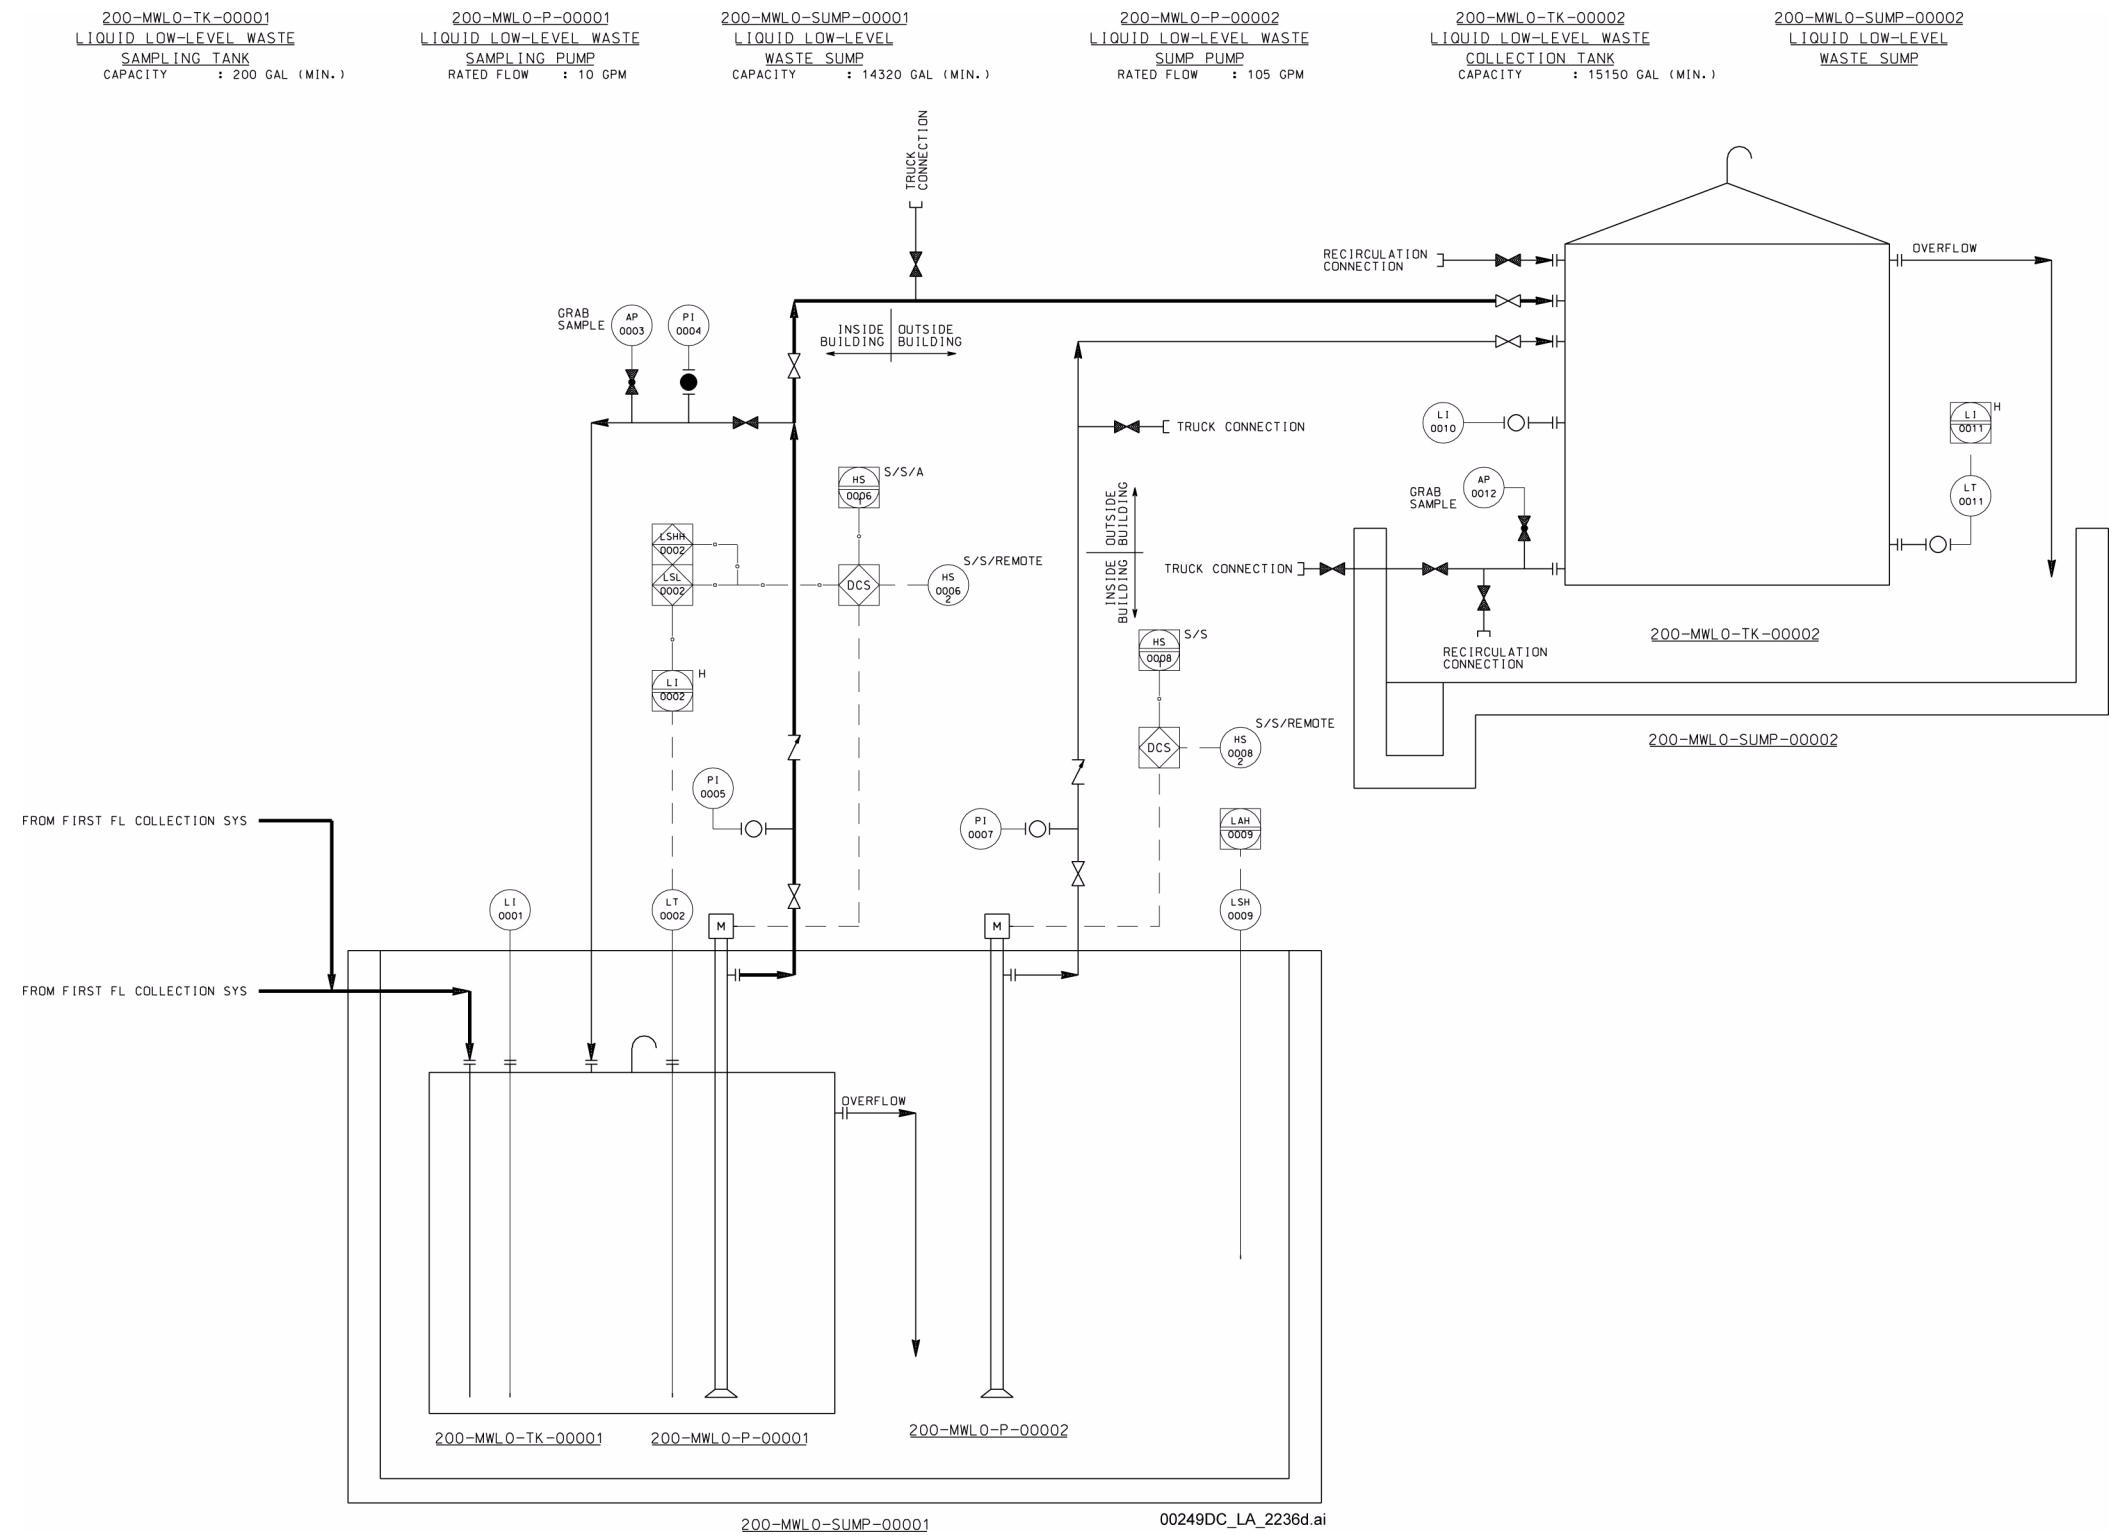 200-MWLO-TK-00001
LIQUID LOW-LEVEL WASTE
SAMPLING TANK
CAPACITY : 200 GAL (MIN.)
200-MWLO-P-00001
LIQUID LOW-LEVEL WASTE
SAMPLING PUMP
RATED FLOW : 10 GPM
200-MWLO-SUMP-00001
LIQUID LOW-LEVEL
WASTE SUMP
CAPACITY : 14320 GAL (MIN.)
200-MWLO-P-00002
LIQUID LOW-LEVEL WASTE
SUMP PUMP
RATED FLOW : 105 GPM
200-MWLO-TK-00002
LIQUID LOW-LEVEL WASTE
COLLECTION TANK
CAPACITY : 15150 GAL (MIN.)
200-MWLO-SUMP-00002
LIQUID LOW-LEVEL
WASTE SUMP
TRUCK
CONNECTION
RECIRCULATION
CONNECTION
OVERFLOW
GRAB
SAMPLE
AP
0003
PI
0004
INSIDE
BUILDING
OUTSIDE
BUILDING
TRUCK CONNECTION
LI
0010
LI
0011
H
HS
0006
1
S/S/A
GRAB
SAMPLE
AP
0012
LT
0011
OUTSIDE
BUILDING
INSIDE
BUILDING
LSHH
0002
LSL
0002
DCS
S/S/REMOTE
HS
0006
2
TRUCK CONNECTION
RECIRCULATION
CONNECTION
200-MWLO-TK-00002
HS
0008
1
S/S
LI
0002
H
DCS
S/S/REMOTE
HS
0008
2
200-MWLO-SUMP-00002
PI
0005
PI
0007
LAH
0009
FROM FIRST FL COLLECTION SYS
LI
0001
LT
0002
M
M
LSH
0009
FROM FIRST FL COLLECTION SYS
OVERFLOW
200-MWLO-TK-00001
200-MWLO-P-00001
200-MWLO-P-00002
200-MWLO-SUMP-00001
00249DC_LA_2236d.ai